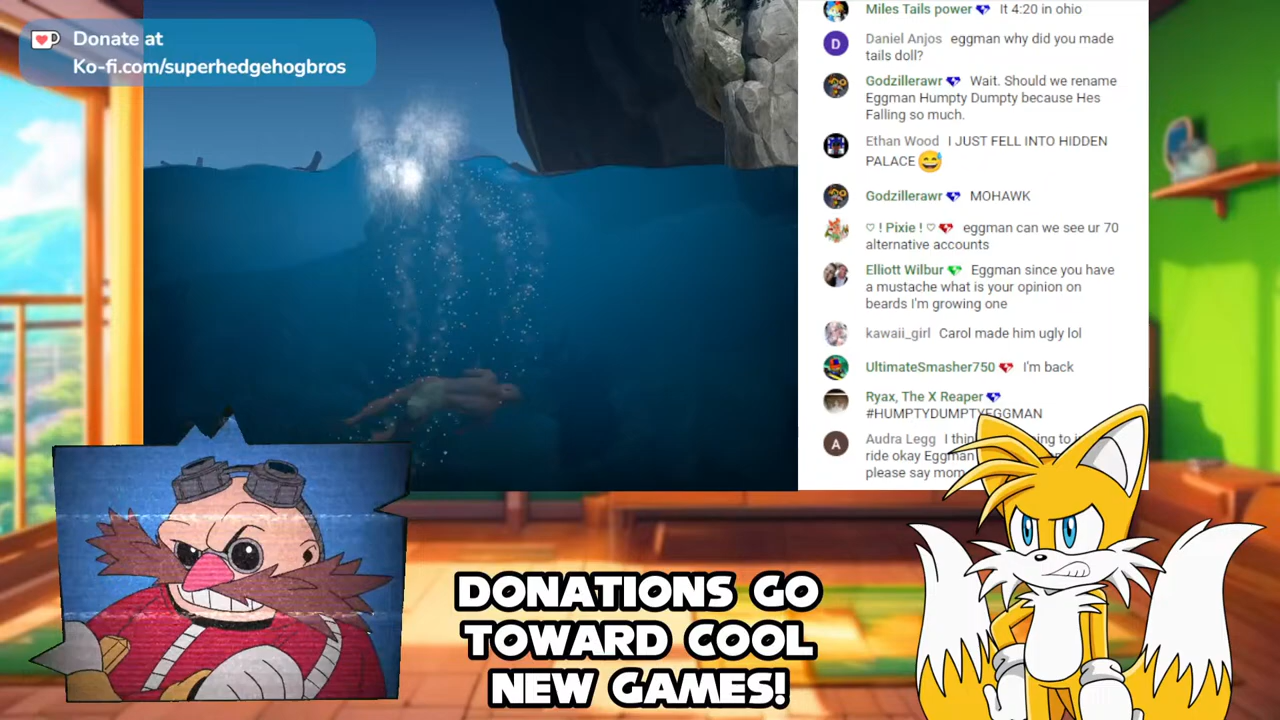 Donate at
Ko-fi.com/superhedgehogbros
Miles Tails power It 4:20 in ohio
Daniel Anjos eggman why did you made
tails doll?
Godzillerawr Wait. Should we rename
Eggman Humpty Dumpty because Hes
Falling so much.
Ethan Wood I JUST FELL INTO HIDDEN
PALACE
Godzillerawr MOHAWK
♡ ! Pixie ! ♡ eggman can we see ur 70
alternative accounts
Elliott Wilbur Eggman since you have
a mustache what is your opinion on
beards I'm growing one
kawaii_girl Carol made him ugly lol
UltimateSmasher750 I'm back
Ryax, The X Reaper
#HUMPTYDUMPTYEGGMAN
D
A
Audra Legg I
ride okay Eggman
please say
DONATIONS GO
TOWARD COOL
NEW GAMES!